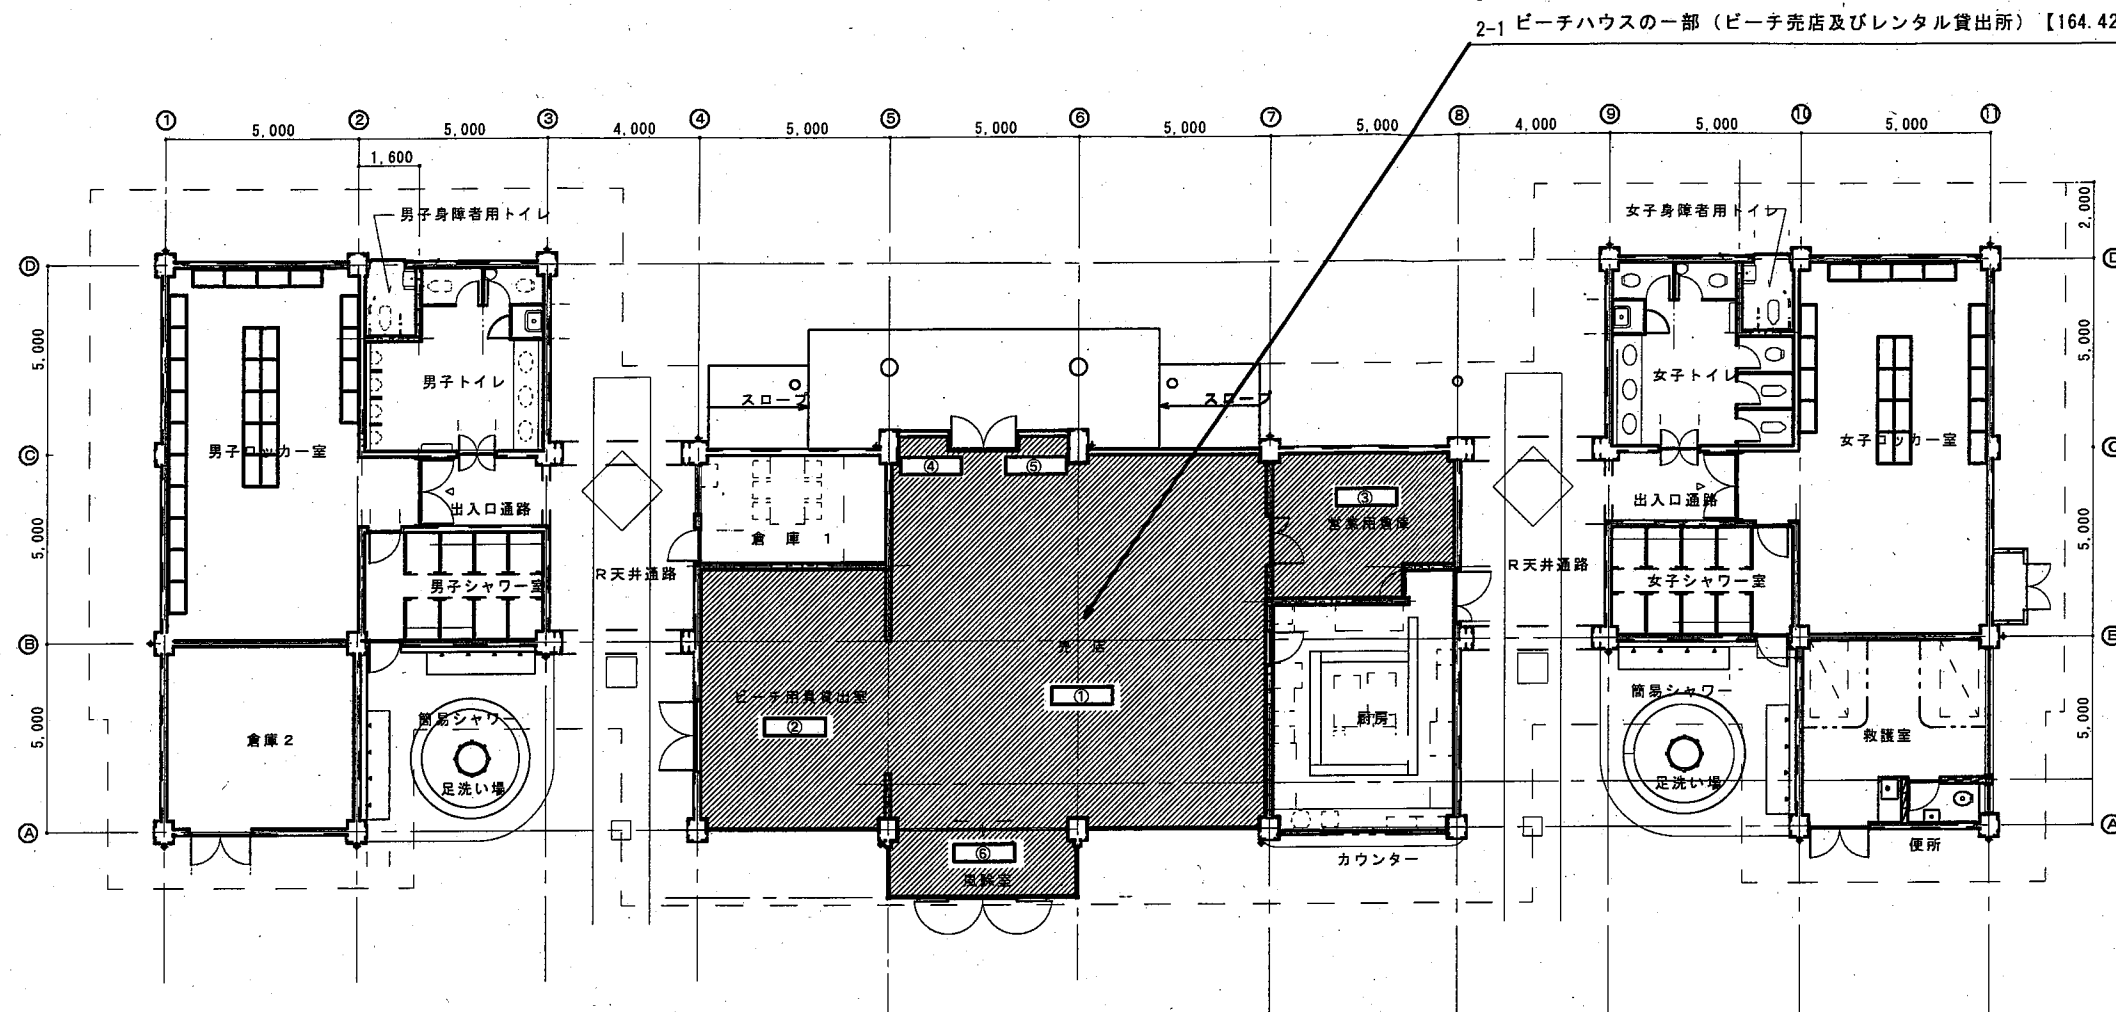 2-1 ビーチハウスの一部（ビーチ売店及びレンタル貸出所）【164.42
① ② ③ ④ ⑤ ⑥ ⑦ ⑧ ⑨ ⑩ ⑪
5,000 5,000 4,000 5,000 5,000 5,000 5,000 4,000 5,000 5,000
1,600
2,000
男子身障者用トイレ
女子身障者用トイレ
Ⓓ
5,000
5,000
男子トイレ
女子トイレ
スロープ
スロープ
男子ロッカー室
女子ロッカー室
Ⓒ
Ⓒ
④
⑤
③
出入口通路
営業用倉庫
出入口通路
倉庫 1
5,000
5,000
R天井通路
R天井通路
男子シャワー室
女子シャワー室
Ⓑ
売店
ビーチ用具貸出室
①
②
簡易シャワー
厨房
簡易シャワー
5,000
5,000
倉庫2
救護室
足洗い場
足洗い場
Ⓐ
Ⓐ
⑥
風除室
カウンター
便所